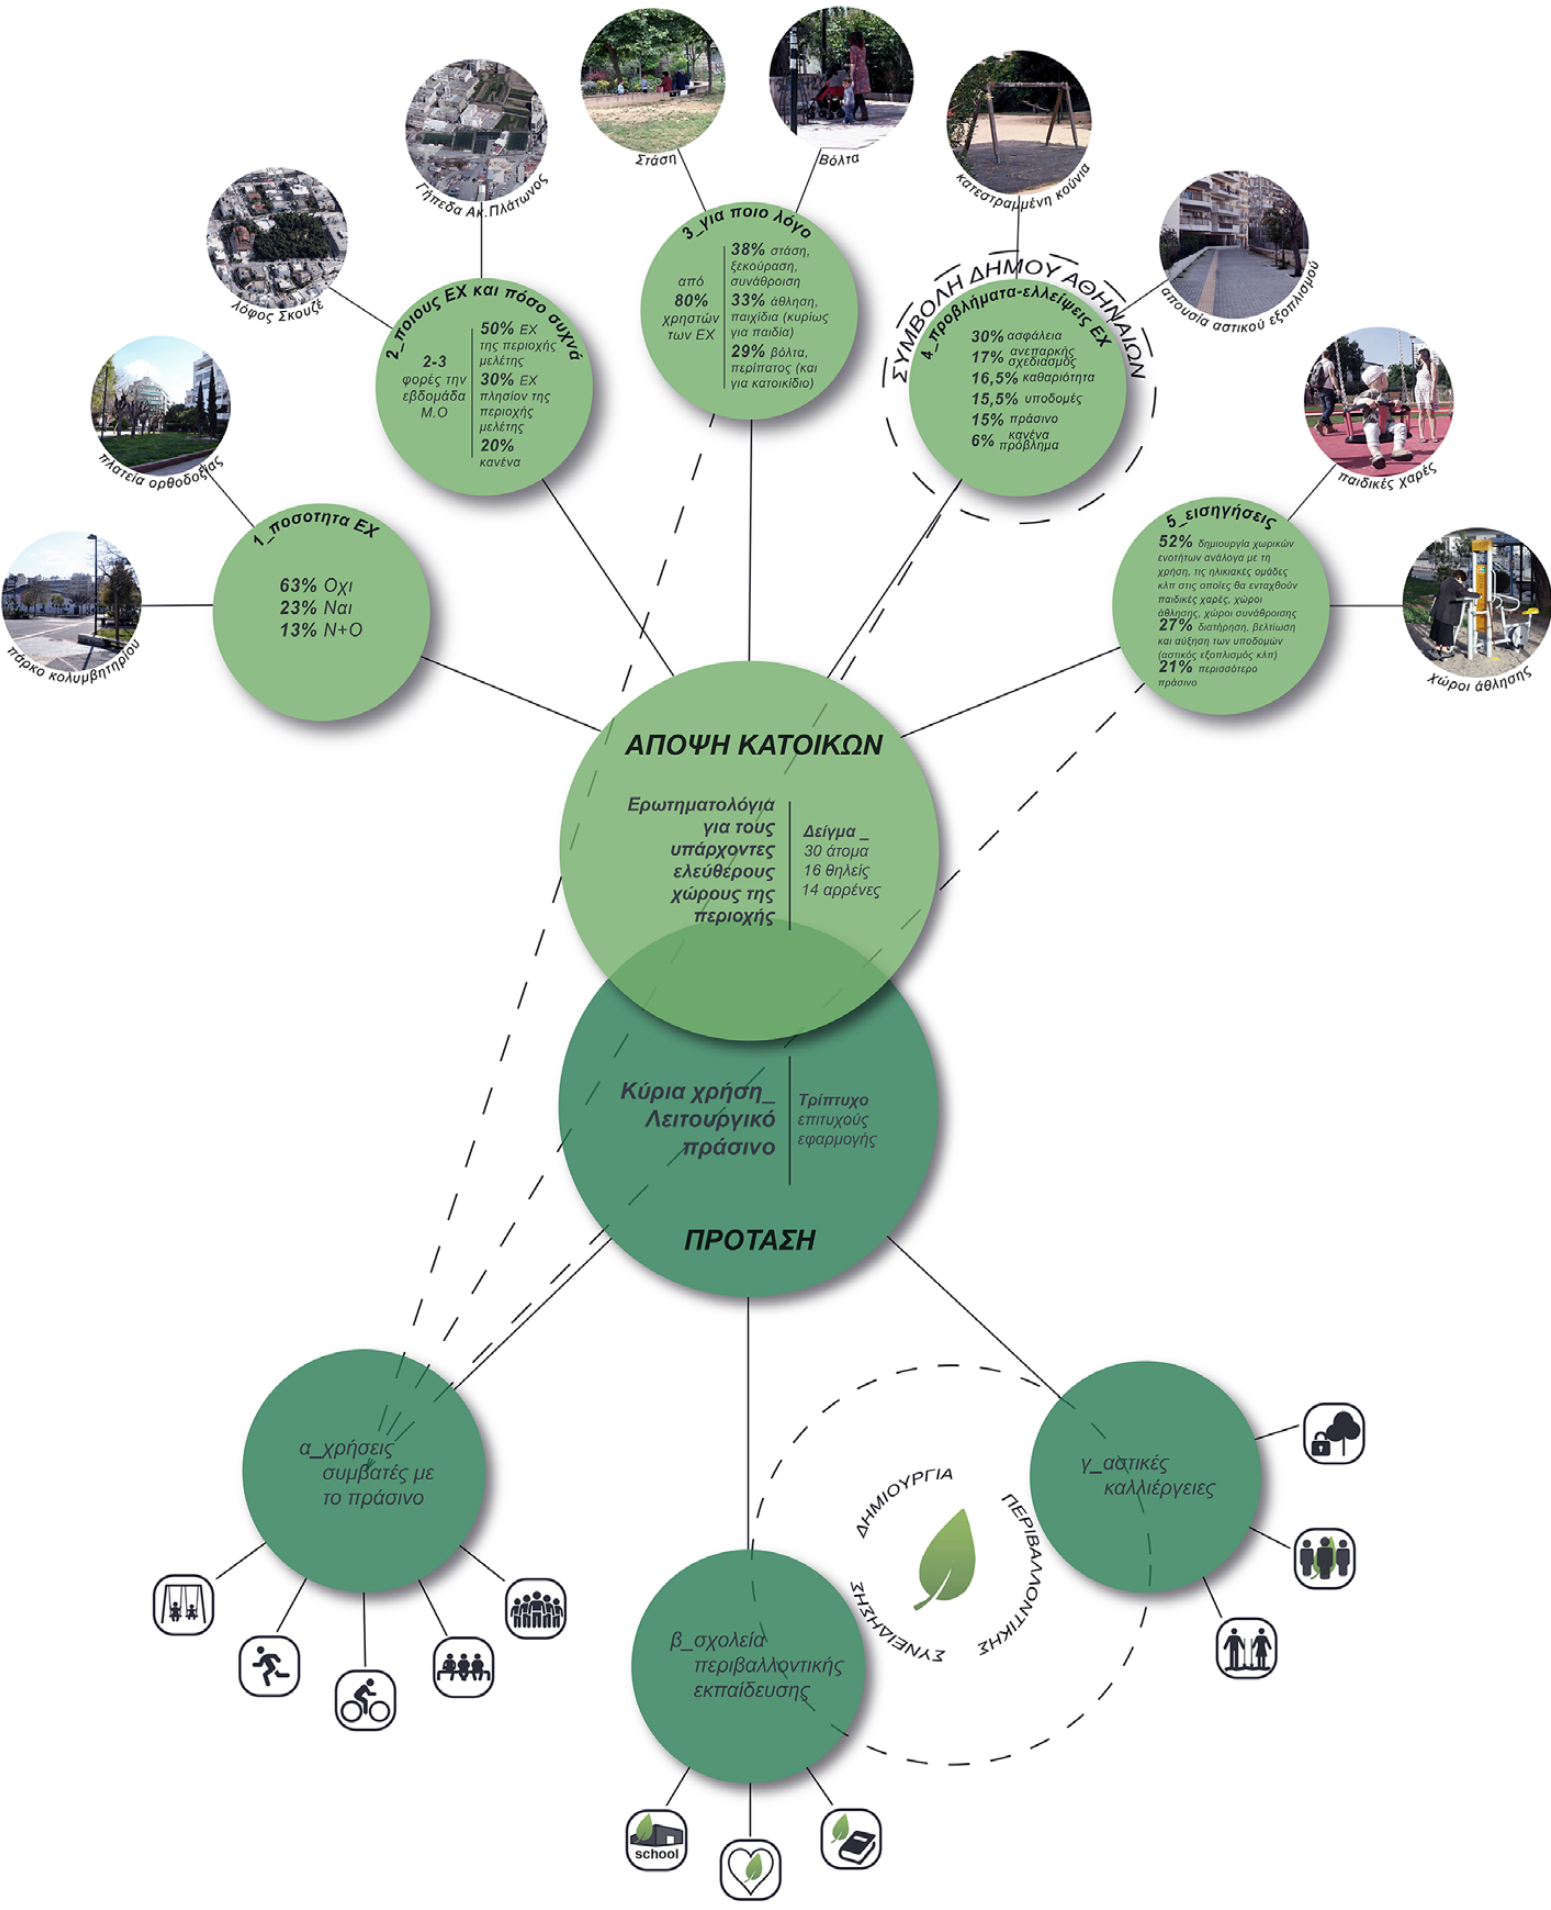 Στάση
Βόλτα
Γήπεδα Ακ.Πλάτωνος
κατεστραμμένη κούνια
λόφος Σκουζέ
απουσία αστικού εξοπλισμού
πλατεία ορθοδοξίας
παιδικές χαρές
πάρκο κολυμβητηρίου
χώροι άθλησης
1_ποσοτητα ΕΧ
63% Οχι
23% Ναι
13% Ν+Ο
2_ποιους ΕΧ και πόσο συχνά
2-3
φορές την
εβδομάδα
Μ.Ο
50% ΕΧ
της περιοχής
μελέτης
30% ΕΧ
πλησίον της
περιοχής
μελέτης
20%
κανένα
3_για ποιο λόγο
από
80%
χρηστών
των ΕΧ
38% στάση,
ξεκούραση,
συνάθροιση
33% άθληση,
παιχίδια (κυρίως
για παιδία)
29% βόλτα,
περίπατος (και
για κατοικίδιο)
ΣΥΜΒΟΛΗ ΔΗΜΟΥ ΑΘΗΝΑΙΩΝ
4_προβλήματα-ελλείψεις ΕΧ
30% ασφάλεια
17% ανεπαρκής
σχεδιασμός
16,5% καθαριότητα
15,5% υποδομές
15% πράσινο
6% κανένα
πρόβλημα
5_εισηγήσεις
52% δημιουργία χωρικών
ενοτήτων ανάλογα με τη
χρήση, τις ηλικιακές ομάδες
κλπ στις οποίες θα ενταχθούν
παιδικές χαρές, χώροι
άθλησης, χώροι συνάθροισης
27% διατήρηση, βελτίωση
και αύξηση των υποδομών
(αστικός εξοπλισμός κλπ)
21% περισσότερο
πράσινο
ΑΠΟΨΗ ΚΑΤΟΙΚΩΝ
Ερωτηματολόγια
για τους
υπάρχοντες
ελεύθερους
χώρους της
περιοχής
Δείγμα _
30 άτομα
16 θηλείς
14 αρρένες
Κύρια χρήση_
Λειτουργικό
πράσινο
Τρίπτυχο
επιτυχούς
εφαρμογής
ΠΡΟΤΑΣΗ
α_χρήσεις
συμβατές με
το πράσινο
β_σχολεία
περιβαλλοντικής
εκπαίδευσης
γ_αστικές
καλλιέργειες
ΔΗΜΙΟΥΡΓΙΑ
ΠΕΡΙΒΑΛΛΟΝΤΙΚΗΣ
ΣΥΝΕΙΔΗΣΗΣ
school